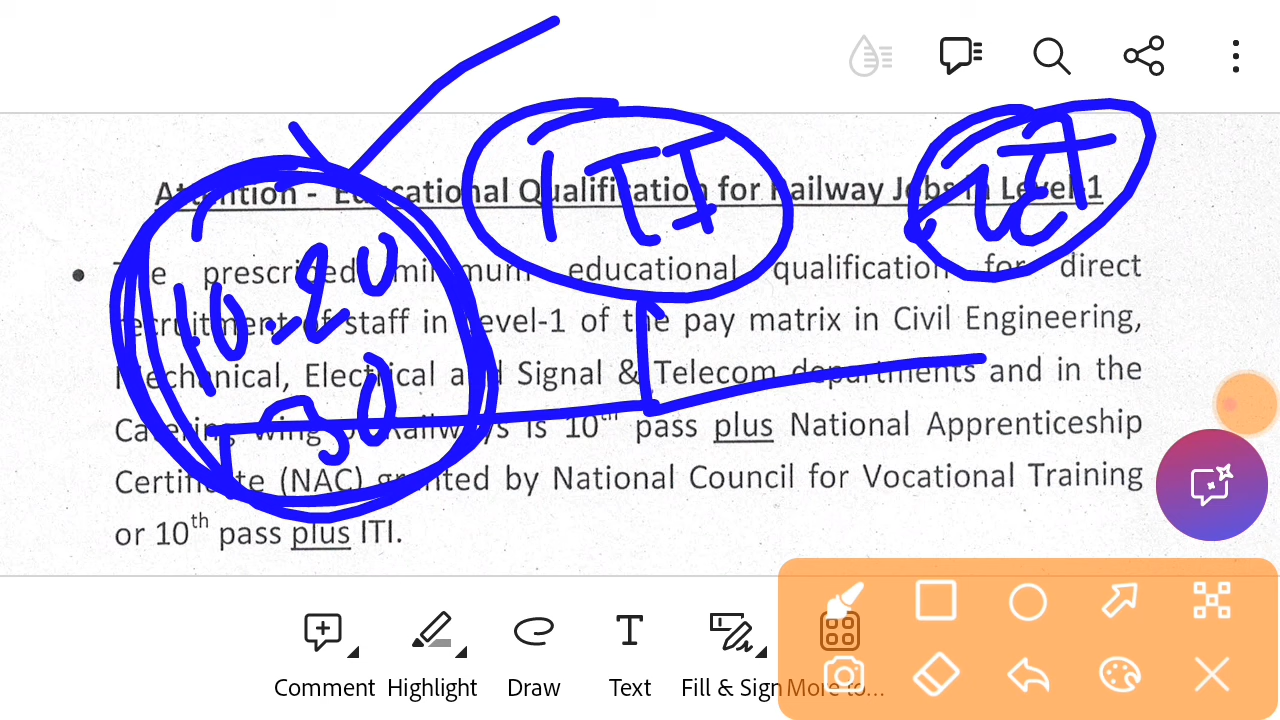 Attention - Educational Qualification for Railway Jobs in Level-1
ITI
• The prescribed minimum educational qualification for direct
recruitment of staff in Level-1 of the pay matrix in Civil Engineering,
10.20
Mechanical, Electrical and Signal & Telecom departments and in the
Catering wing of Railways is 10th pass plus National Apprenticeship
30
Certificate (NAC) granted by National Council for Vocational Training
or 10th pass plus ITI.
Comment Highlight Draw Text Fill & Sign More to...